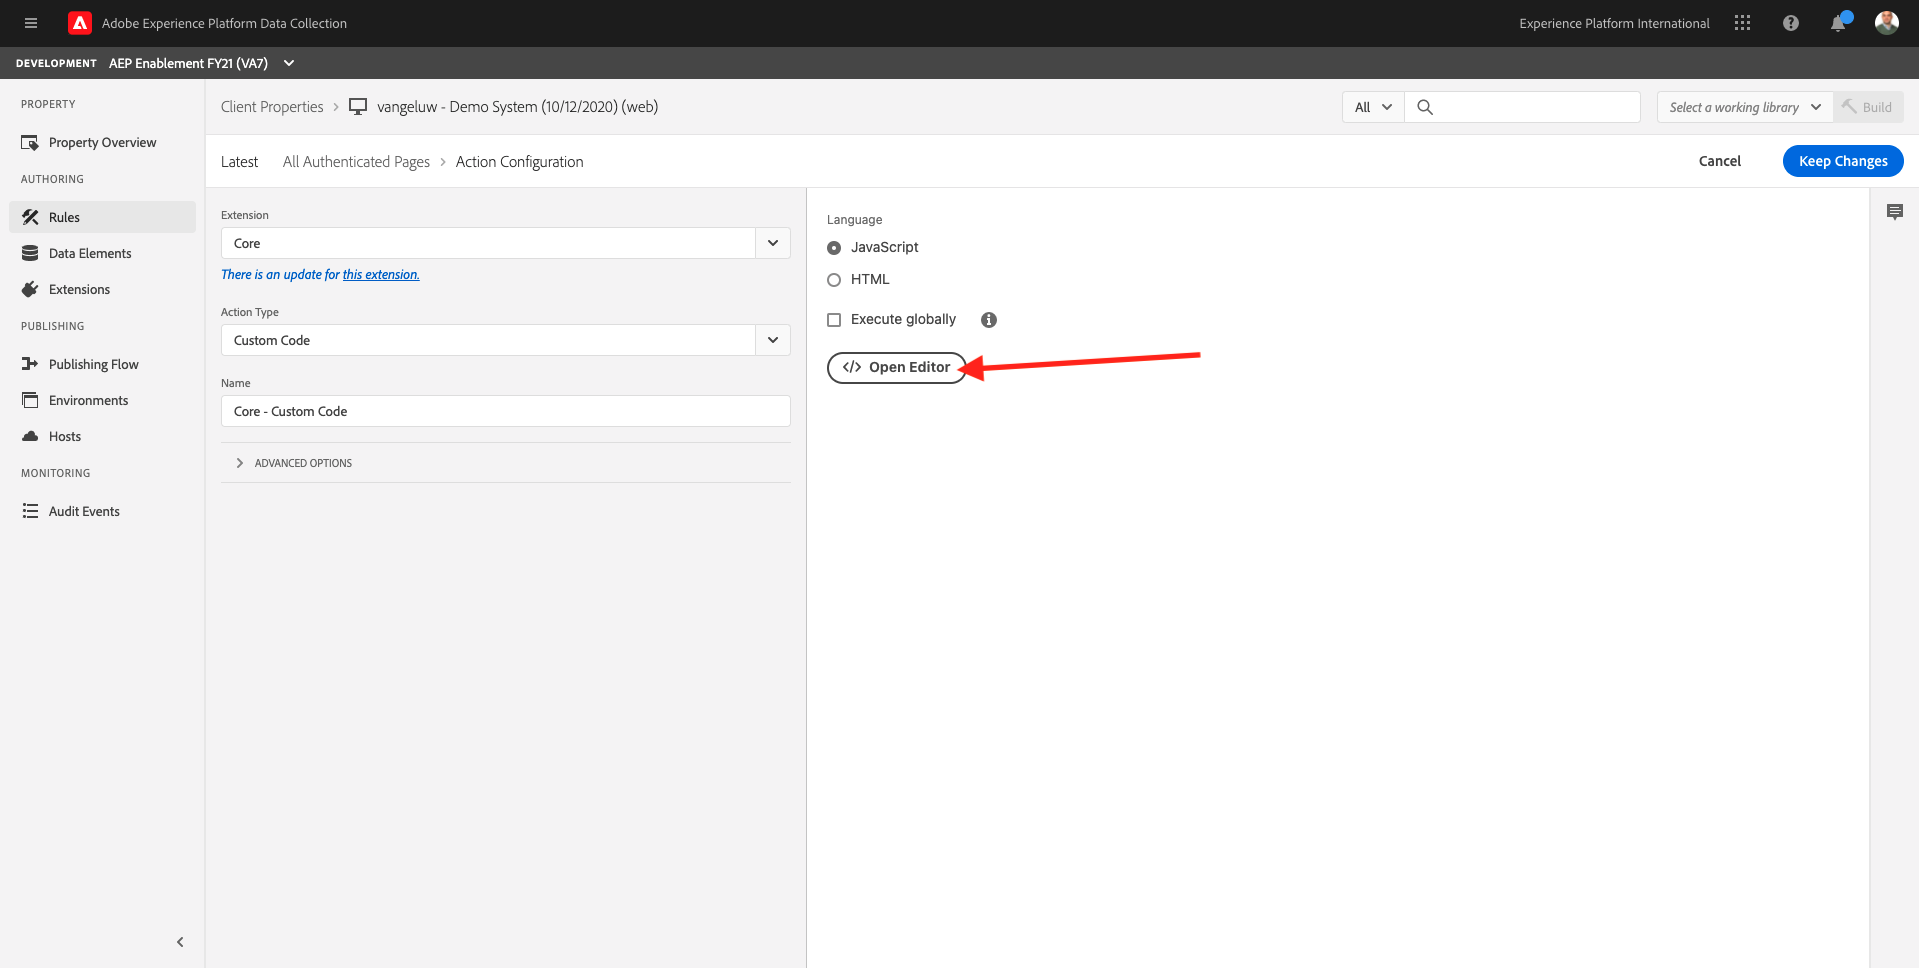 Adobe Experience Platform Data Collection
Experience Platform International
DEVELOPMENT AEP Enablement FY21 (VA7)
PROPERTY
Property Overview
AUTHORING
Rules
Data Elements
Extensions
PUBLISHING
Publishing Flow
Environments
Hosts
MONITORING
Audit Events
Client Properties > vangeluw - Demo System (10/12/2020) (web)
All
Select a working library
Build
Latest All Authenticated Pages > Action Configuration
Cancel
Keep Changes
Extension
Core
There is an update for this extension.
Action Type
Custom Code
Name
Core - Custom Code
ADVANCED OPTIONS
Language
JavaScript
HTML
Execute globally
</> Open Editor